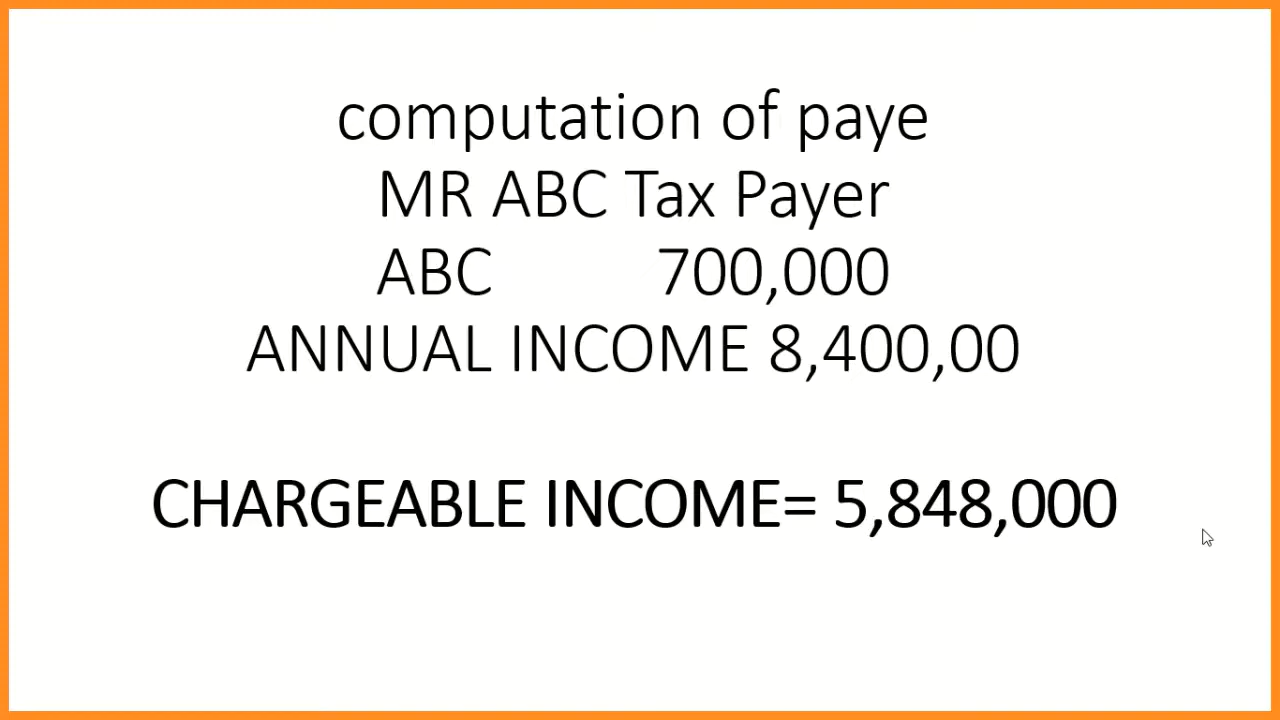 computation of paye
MR ABC Tax Payer
ABC 700,000
ANNUAL INCOME 8,400,00
CHARGEABLE INCOME= 5,848,000